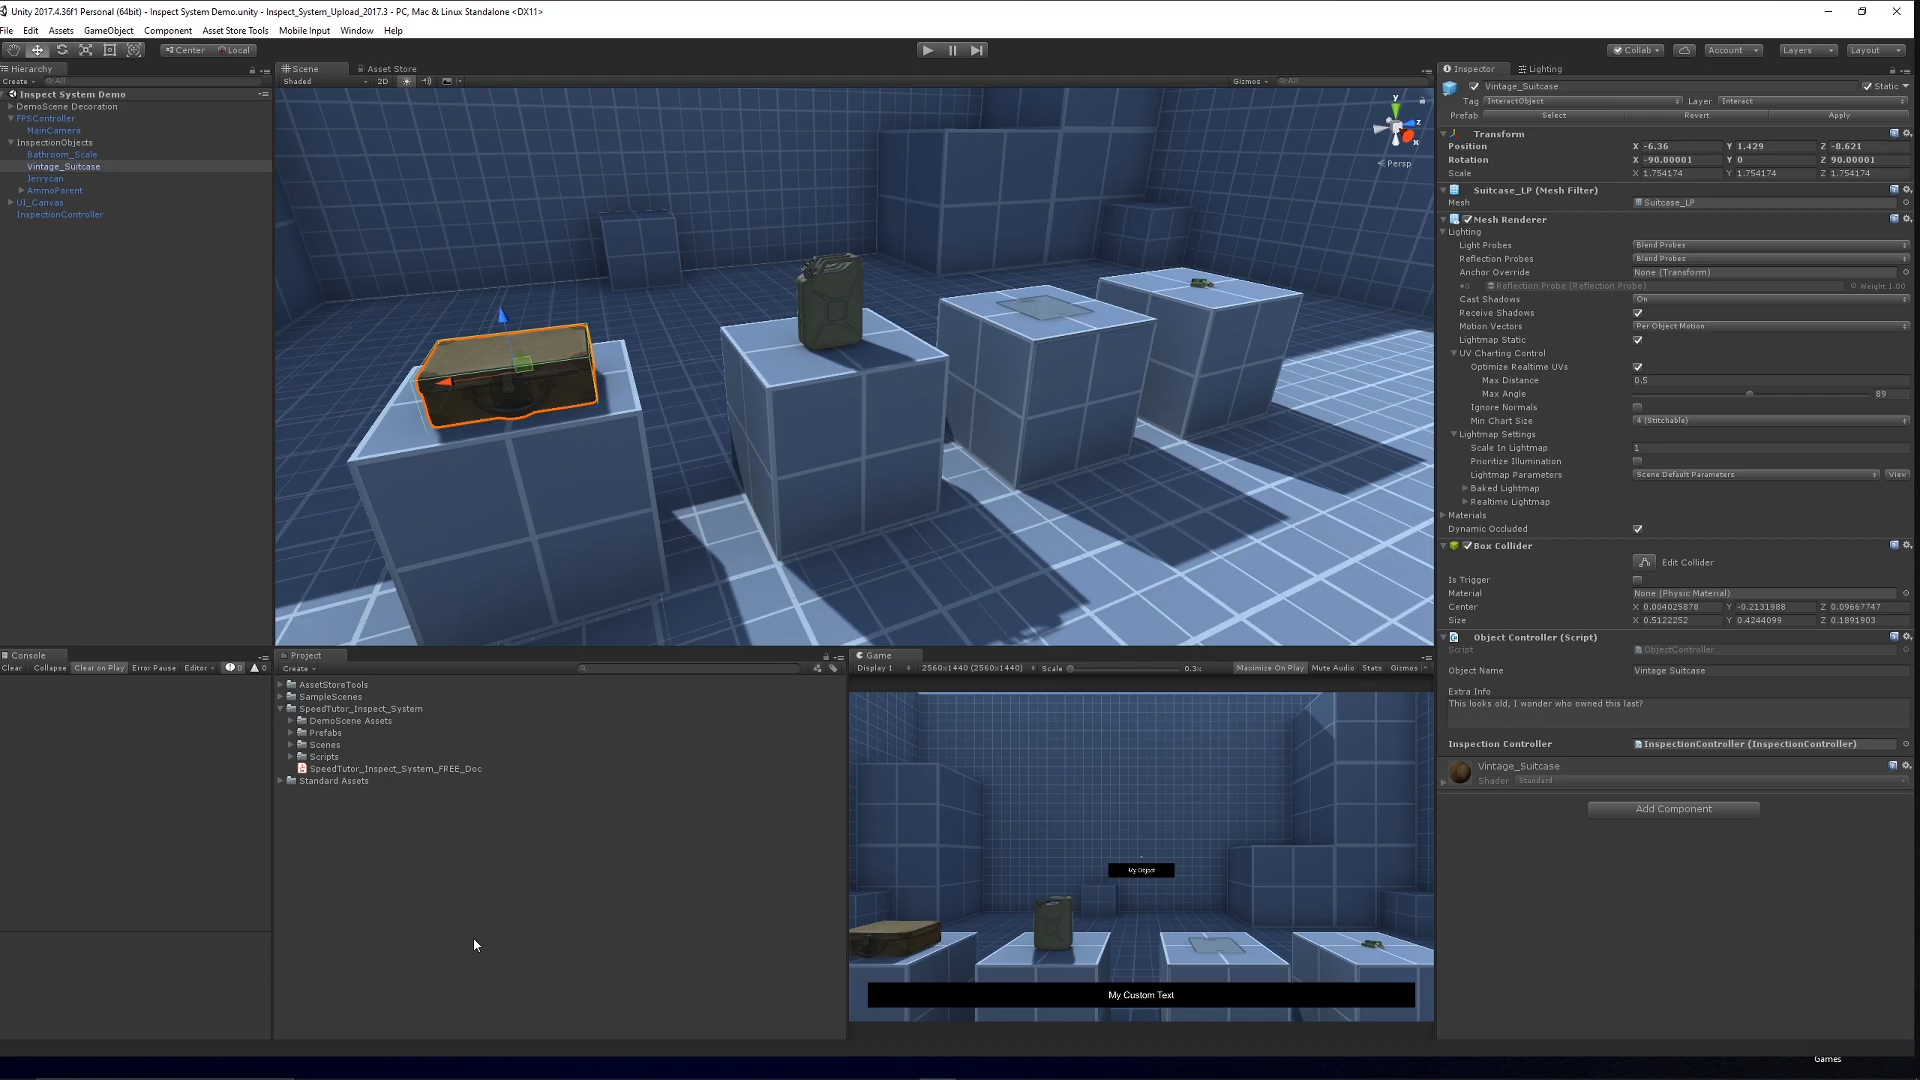 Unity 2017.4.36f1 Personal (64bit) - Inspect System Demo.unity - Inspect_System_Upload_2017.3 - PC, Mac & Linux Standalone <DX11>
File Edit Assets GameObject Component Asset Store Tools Mobile Input Window Help
Center Local Collab Account Layers Layout
Hierarchy
Create All
Inspect System Demo
DemoScene Decoration
FPSController
MainCamera
InspectionObjects
Bathroom_Scale
Vintage_Suitcase
Jerrycan
AmmoParent
UI_Canvas
InspectionController
Scene Asset Store
Shaded 2D Gizmos All
y
z
x
Persp
Console
Clear Collapse Clear on Play Error Pause Editor 0 0
Project
Create
AssetStoreTools
SampleScenes
SpeedTutor_Inspect_System
DemoScene Assets
Prefabs
Scenes
Scripts
SpeedTutor_Inspect_System_FREE_Doc
Standard Assets
Game
Display 1 2560x1440 (2560x1440) Scale 0.3x Maximize On Play Mute Audio Stats Gizmos
My Object
My Custom Text
Inspector Lighting
Vintage_Suitcase Static
Tag InteractObject Layer Interact
Prefab Select Revert Apply
Transform
Position X -6.36 Y 1.429 Z -8.621
Rotation X -90.00001 Y 0 Z 90.00001
Scale X 1.754174 Y 1.754174 Z 1.754174
Suitcase_LP (Mesh Filter)
Mesh Suitcase_LP
Mesh Renderer
Lighting
Light Probes Blend Probes
Reflection Probes Blend Probes
Anchor Override None (Transform)
Reflection Probe (Reflection Probe) Weight 1.00
Cast Shadows On
Receive Shadows
Motion Vectors Per Object Motion
Lightmap Static
UV Charting Control
Optimize Realtime UVs
Max Distance 0.5
Max Angle 89
Ignore Normals
Min Chart Size 4 (Stitchable)
Lightmap Settings
Scale In Lightmap 1
Prioritize Illumination
Lightmap Parameters Scene Default Parameters View
Baked Lightmap
Realtime Lightmap
Materials
Dynamic Occluded
Box Collider
Edit Collider
Is Trigger
Material None (Physic Material)
Center X 0.004025878 Y -0.2131988 Z 0.09667747
Size X 0.5122252 Y 0.4244099 Z 0.1891903
Object Controller (Script)
Script ObjectController
Object Name Vintage Suitcase
Extra Info
This looks old, I wonder who owned this last?
Inspection Controller InspectionController (InspectionController)
Vintage_Suitcase
Shader Standard
Add Component
Games